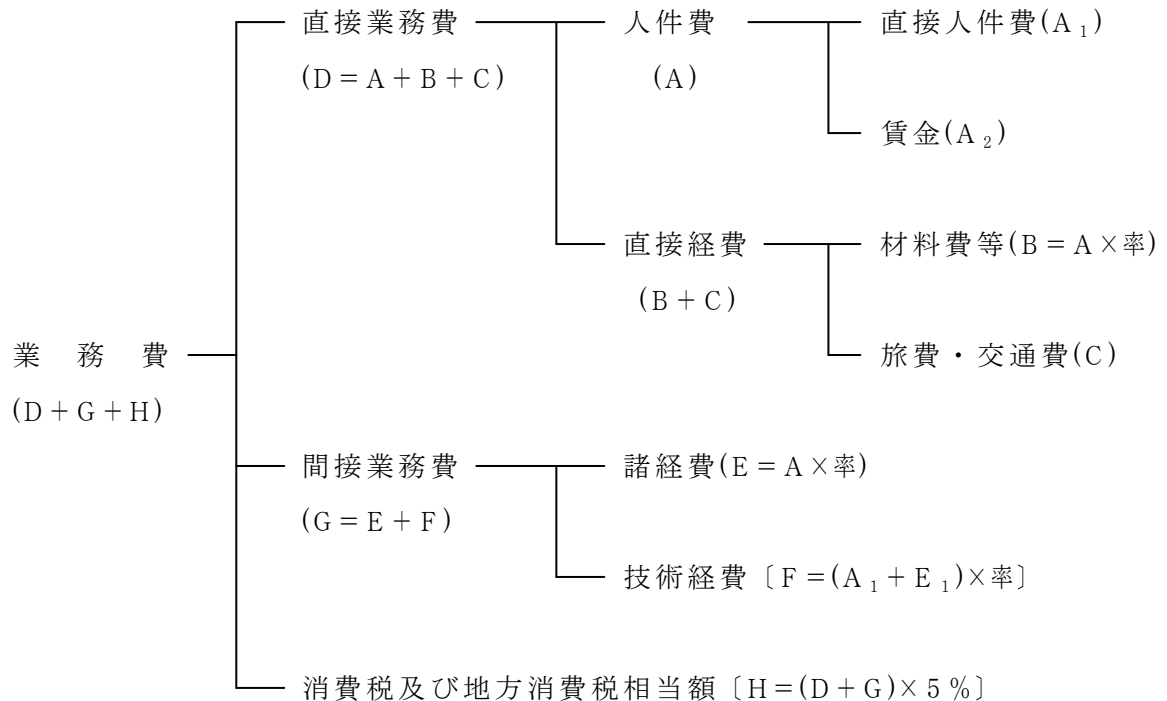 直接業務費 人件費 直接人件費(A₁)
(D=A+B+C) (A)
賃金(A₂)
直接経費 材料費等(B=A×率)
(B+C)
業務費 旅費・交通費(C)
(D+G+H)
間接業務費 諸経費(E=A×率)
(G=E+F)
技術経費〔F=(A₁+E₁)×率〕
消費税及び地方消費税相当額〔H=(D+G)×5%〕